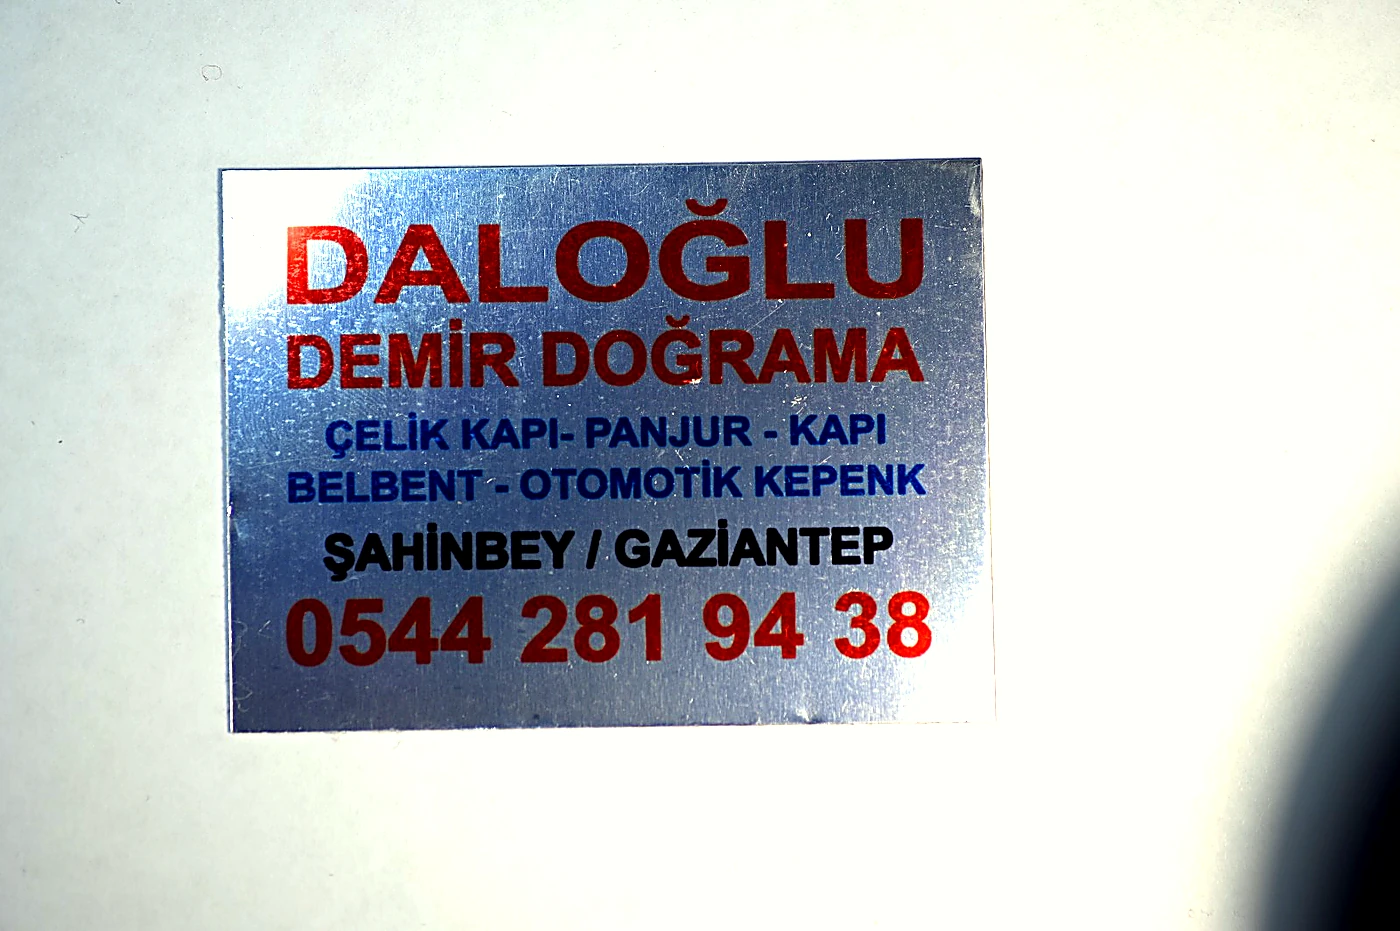 DALOĞLU
DEMİR DOĞRAMA
ÇELİK KAPI- PANJUR - KAPI
BELBENT - OTOMOTİK KEPENK
ŞAHİNBEY / GAZİANTEP
0544 281 94 38